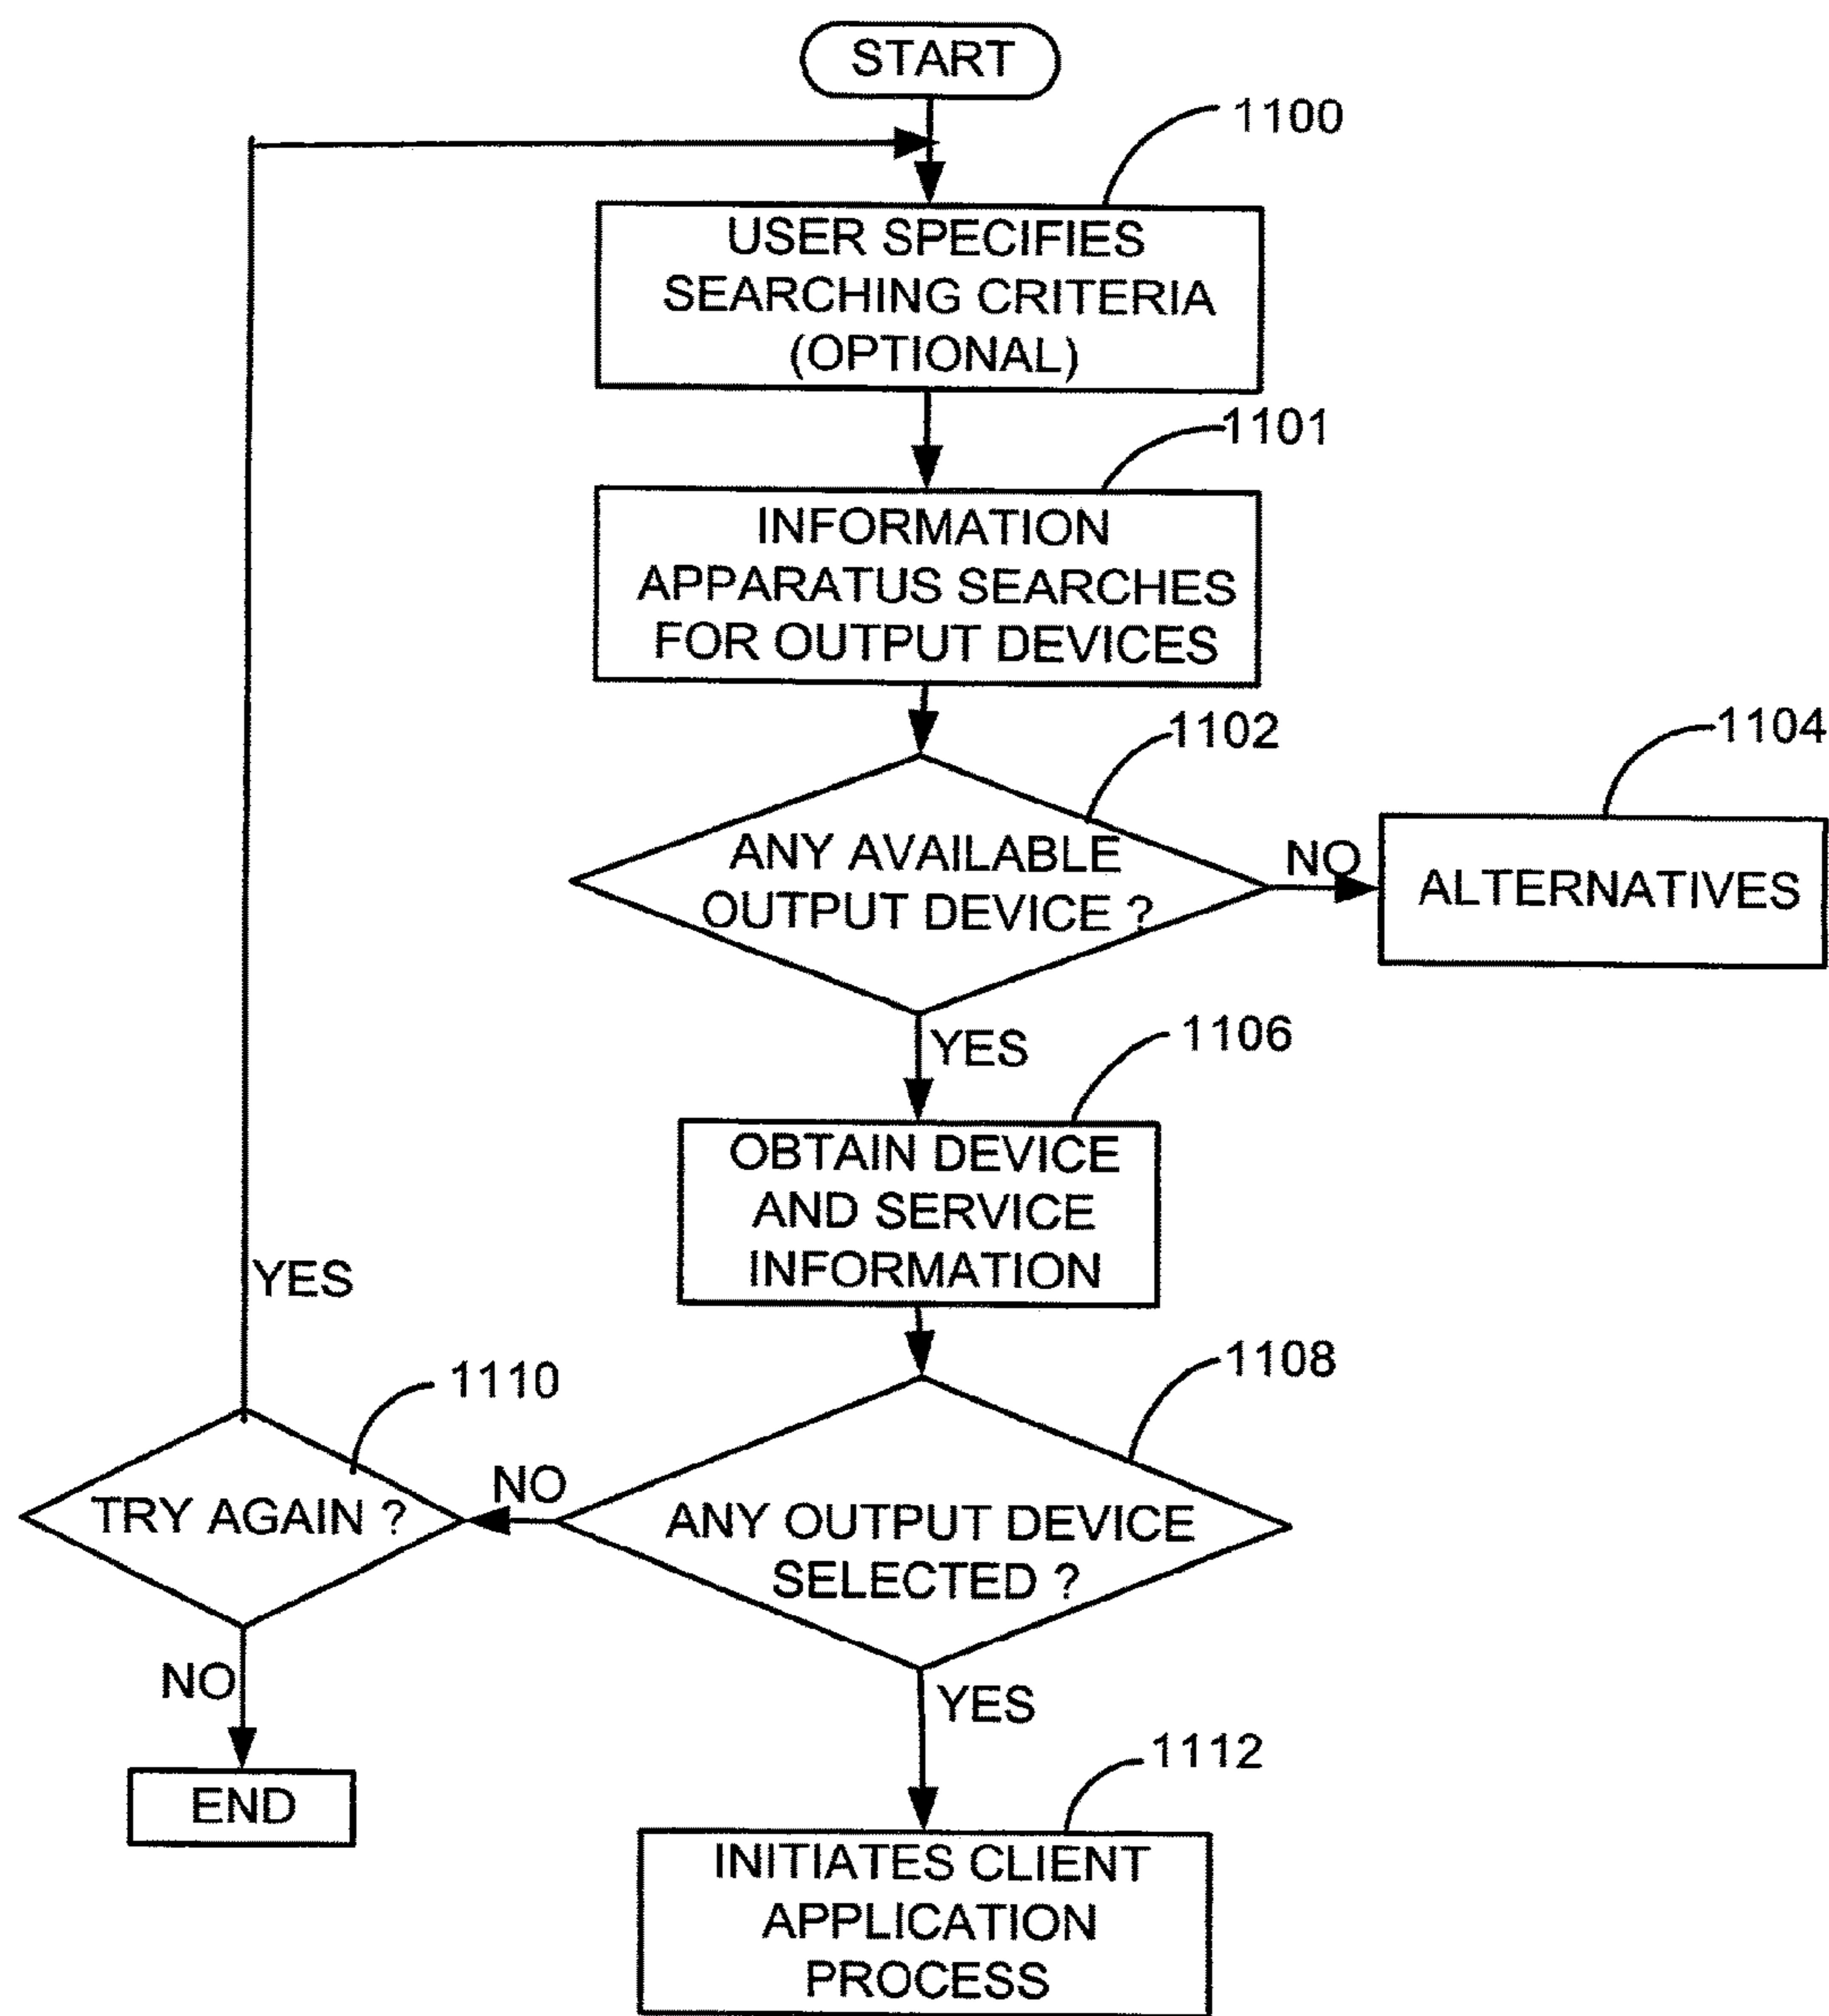 START
1100
USER SPECIFIES
SEARCHING CRITERIA
(OPTIONAL)
1101
INFORMATION
APPARATUS SEARCHES
FOR OUTPUT DEVICES
1102
1104
ANY AVAILABLE
OUTPUT DEVICE ?
NO
ALTERNATIVES
YES
1106
OBTAIN DEVICE
AND SERVICE
INFORMATION
YES
1108
1110
TRY AGAIN ?
NO
ANY OUTPUT DEVICE
SELECTED ?
NO
YES
END
1112
INITIATES CLIENT
APPLICATION
PROCESS